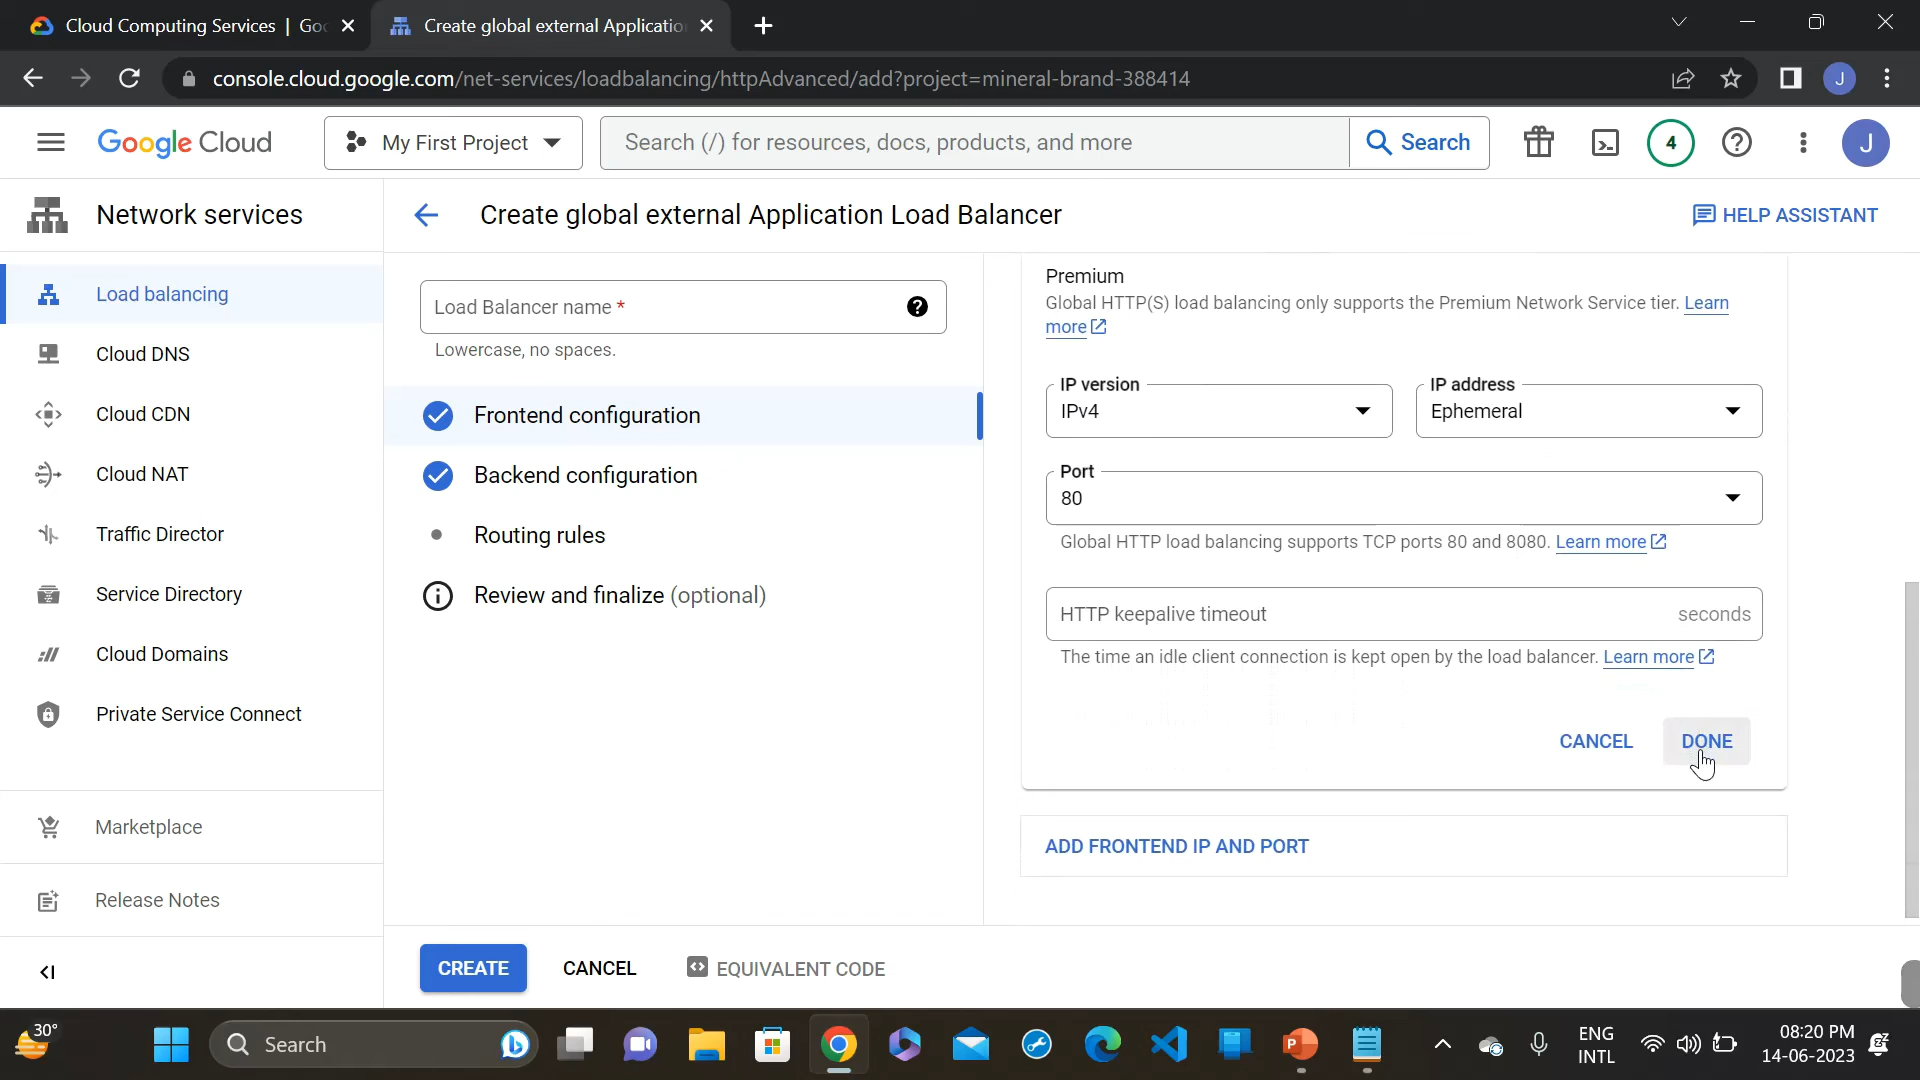 Cloud Computing Services | Goo
Create global external Applicatio
console.cloud.google.com/net-services/loadbalancing/httpAdvanced/add?project=mineral-brand-388414
J
Google Cloud
My First Project
Search (/) for resources, docs, products, and more
Search
4
J
Network services
Create global external Application Load Balancer
HELP ASSISTANT
Load balancing
Cloud DNS
Cloud CDN
Cloud NAT
Traffic Director
Service Directory
Cloud Domains
Private Service Connect
Marketplace
Release Notes
Load Balancer name *
Lowercase, no spaces.
Frontend configuration
Backend configuration
Routing rules
Review and finalize (optional)
Premium
Global HTTP(S) load balancing only supports the Premium Network Service tier. Learn
more
IP version
IPv4
IP address
Ephemeral
Port
80
Global HTTP load balancing supports TCP ports 80 and 8080. Learn more
HTTP keepalive timeout
seconds
The time an idle client connection is kept open by the load balancer. Learn more
CANCEL
DONE
ADD FRONTEND IP AND PORT
CREATE
CANCEL
EQUIVALENT CODE
30°
Search
ENG
INTL
08:20 PM
14-06-2023